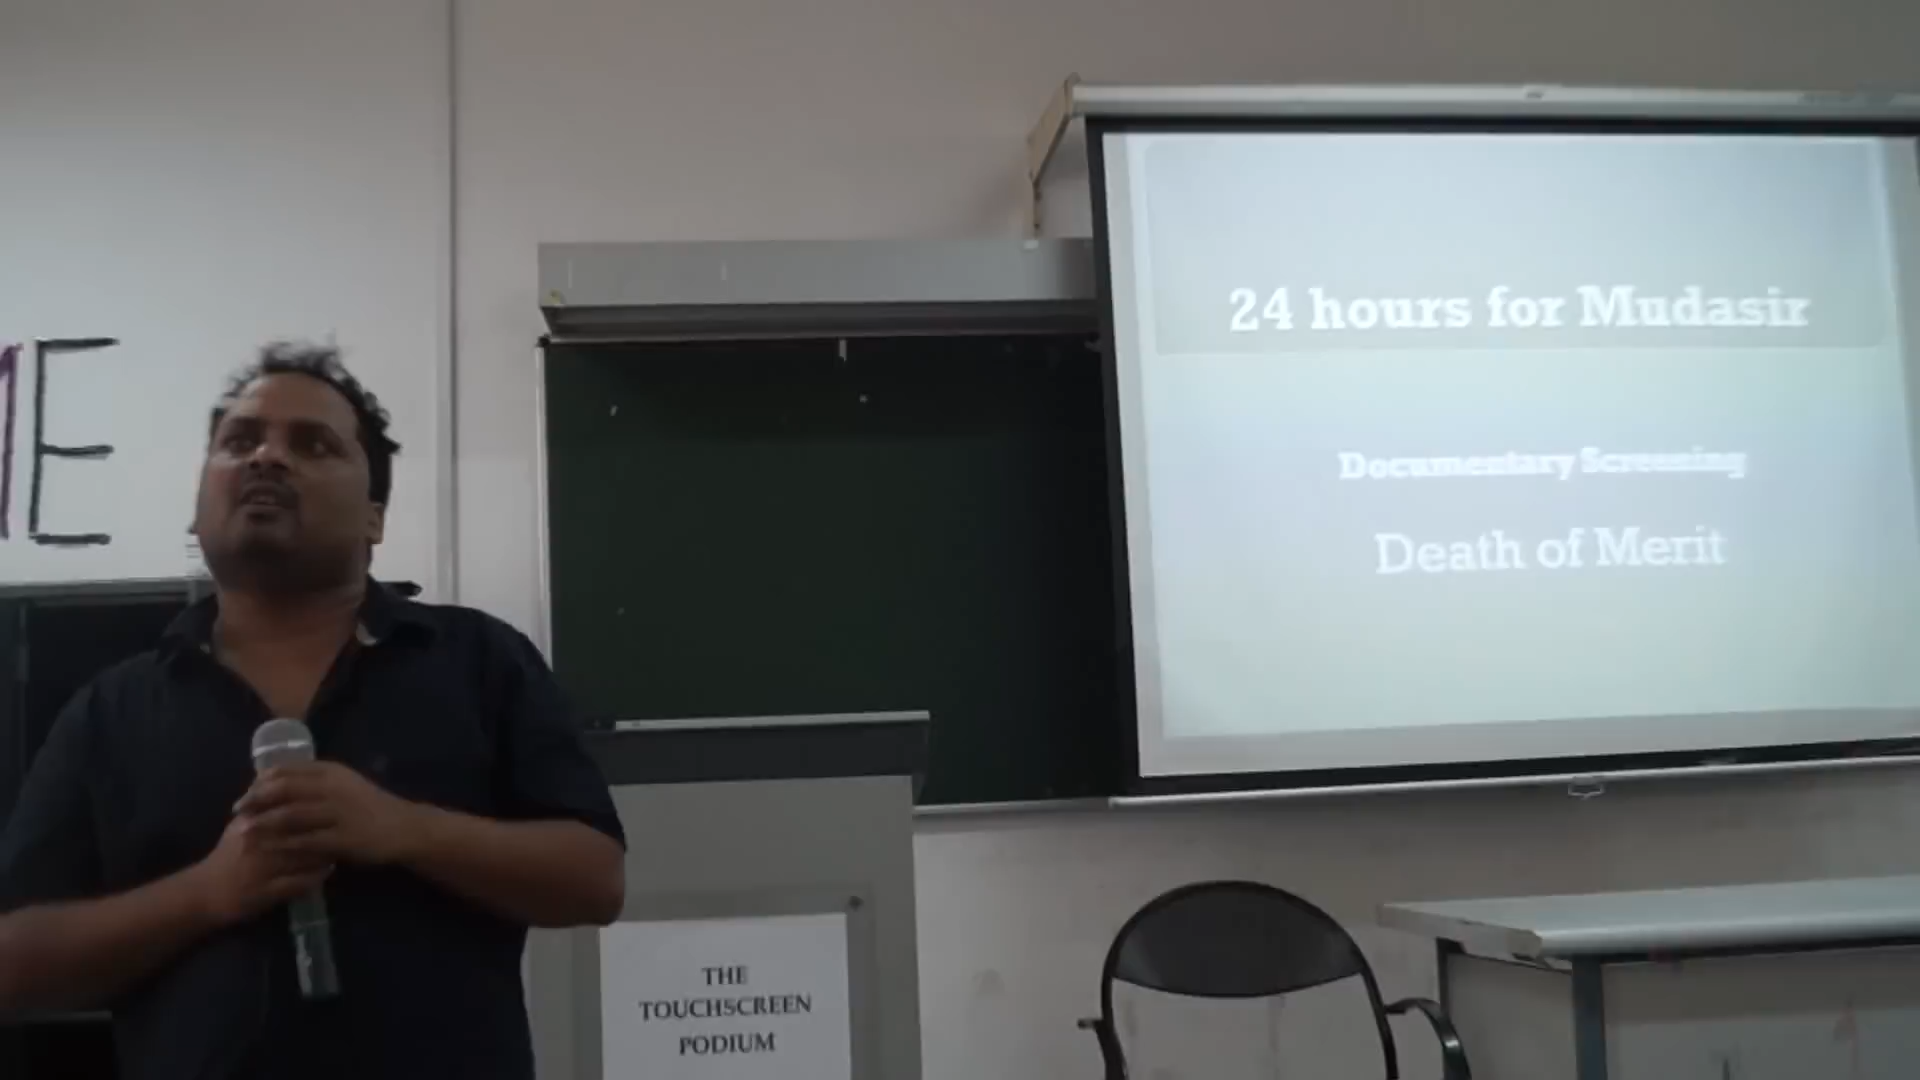 ME
24 hours for Mudasir
Documentary Screening
Death of Merit
THE
TOUCHSCREEN
PODIUM